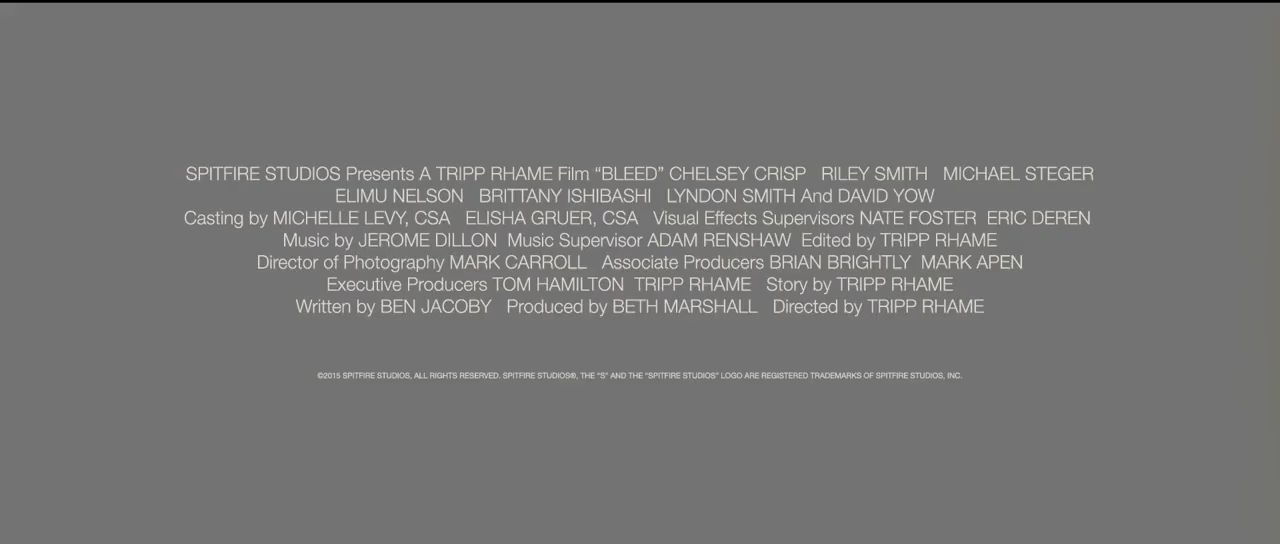 SPITFIRE STUDIOS Presents A TRIPP RHAME Film “BLEED” CHELSEY CRISP RILEY SMITH MICHAEL STEGER
ELIMU NELSON BRITTANY ISHIBASHI LYNDON SMITH And DAVID YOW
Casting by MICHELLE LEVY, CSA ELISHA GRUER, CSA Visual Effects Supervisors NATE FOSTER ERIC DEREN
Music by JEROME DILLON Music Supervisor ADAM RENSHAW Edited by TRIPP RHAME
Director of Photography MARK CARROLL Associate Producers BRIAN BRIGHTLY MARK APEN
Executive Producers TOM HAMILTON TRIPP RHAME Story by TRIPP RHAME
Written by BEN JACOBY Produced by BETH MARSHALL Directed by TRIPP RHAME
©2015 SPITFIRE STUDIOS, ALL RIGHTS RESERVED. SPITFIRE STUDIOS®, THE “S” AND THE “SPITFIRE STUDIOS” LOGO ARE REGISTERED TRADEMARKS OF SPITFIRE STUDIOS, INC.